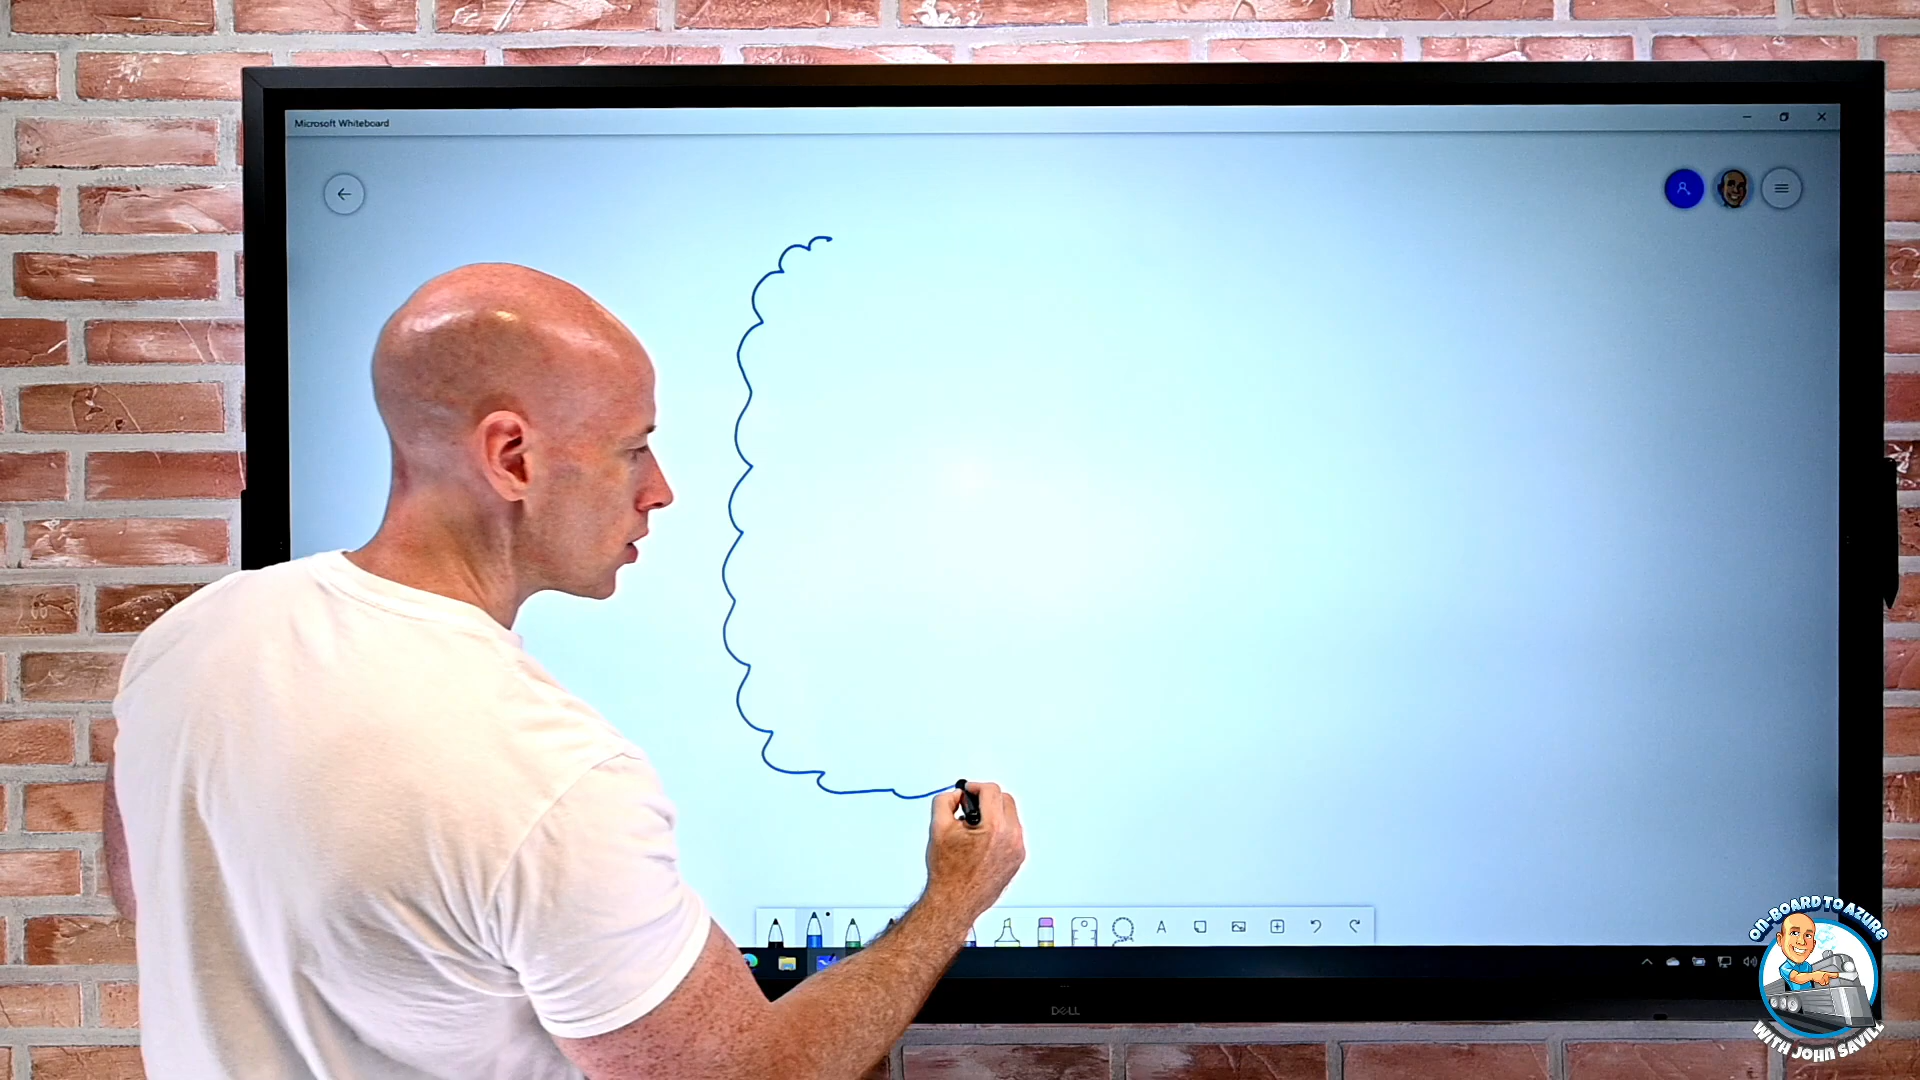 Microsoft Whiteboard
A
DELL
ON-BOARD TO AZURE
WITH JOHN SAVILL